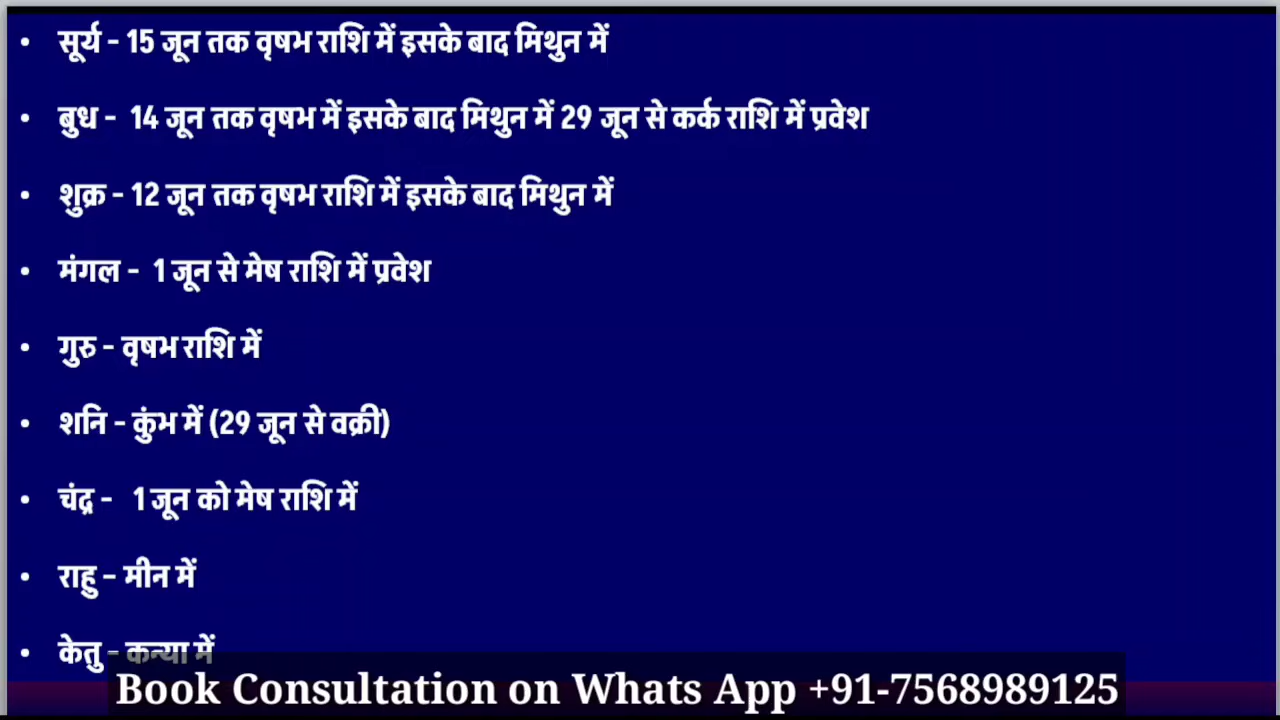 • सूर्य - 15 जून तक वृषभ राशि में इसके बाद मिथुन में
• बुध - 14 जून तक वृषभ में इसके बाद मिथुन में 29 जून से कर्क राशि में प्रवेश
• शुक्र - 12 जून तक वृषभ राशि में इसके बाद मिथुन में
• मंगल - 1 जून से मेष राशि में प्रवेश
• गुरु - वृषभ राशि में
• शनि - कुंभ में (29 जून से वक्री)
• चंद्र - 1 जून को मेष राशि में
• राहु - मीन में
• केतु - कन्या में
Book Consultation on Whats App +91-7568989125